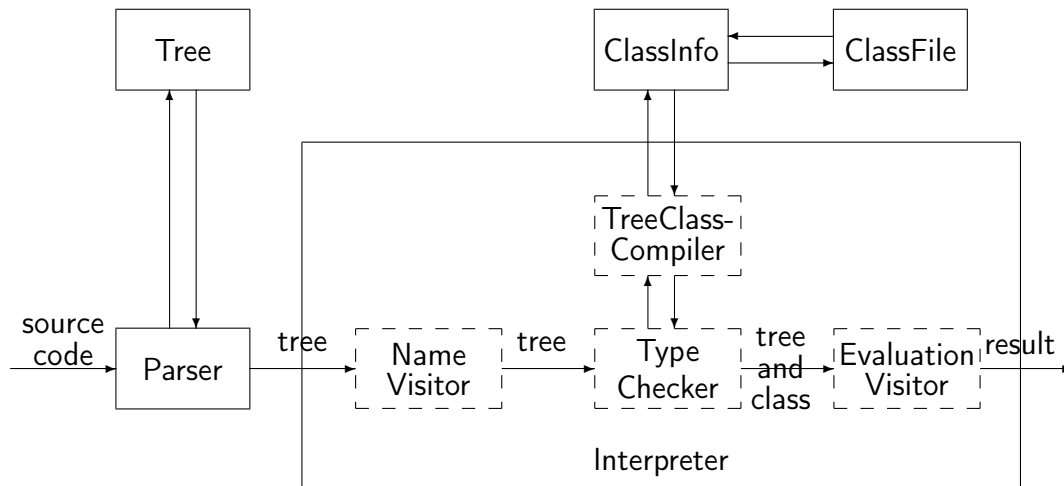 Tree
ClassInfo
ClassFile
TreeClass-
Compiler
source
code
Parser
tree
Name
Visitor
tree
Type
Checker
tree
and
class
Evaluation
Visitor
result
Interpreter